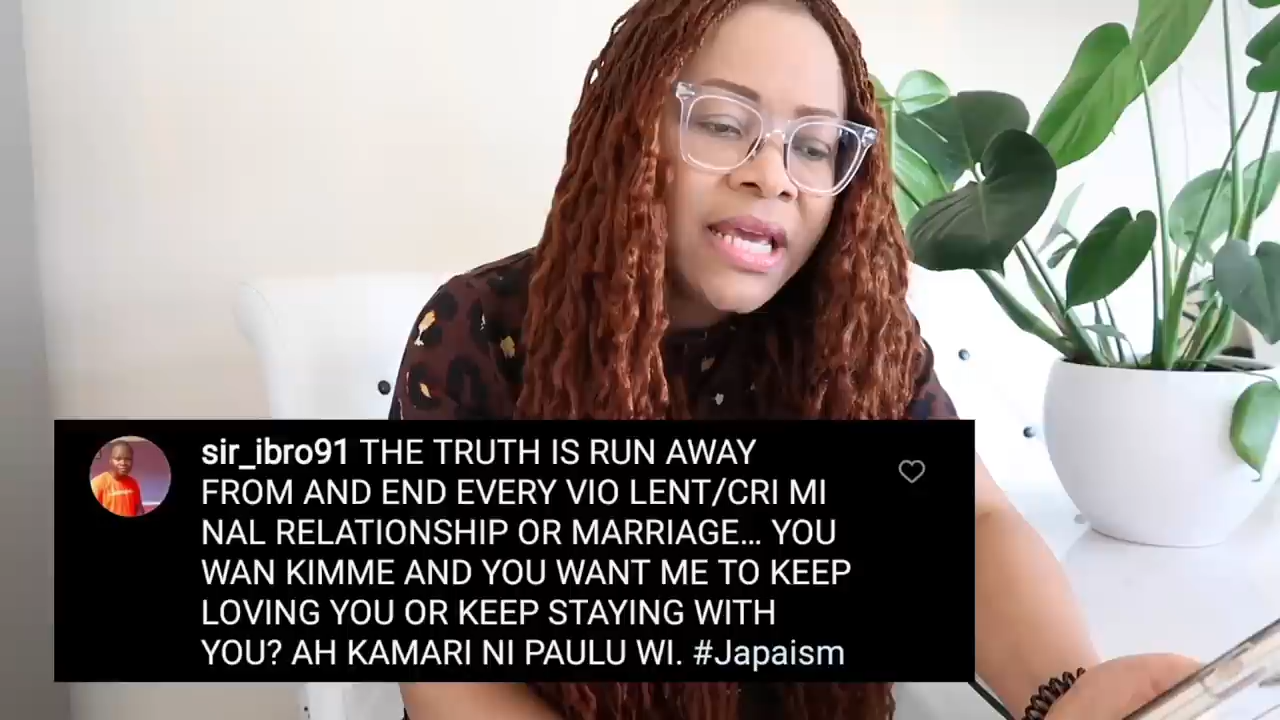 sir_ibro91 THE TRUTH IS RUN AWAY
FROM AND END EVERY VIO LENT/CRI MI
NAL RELATIONSHIP OR MARRIAGE... YOU
WAN KIMME AND YOU WANT ME TO KEEP
LOVING YOU OR KEEP STAYING WITH
YOU? AH KAMARI NI PAULU WI. #Japaism